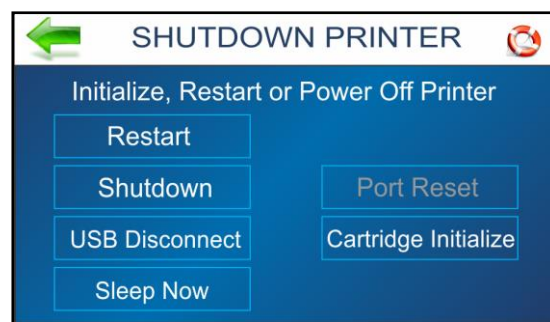 SHUTDOWN PRINTER
Initialize, Restart or Power Off Printer
Restart
Shutdown
Port Reset
USB Disconnect
Cartridge Initialize
Sleep Now